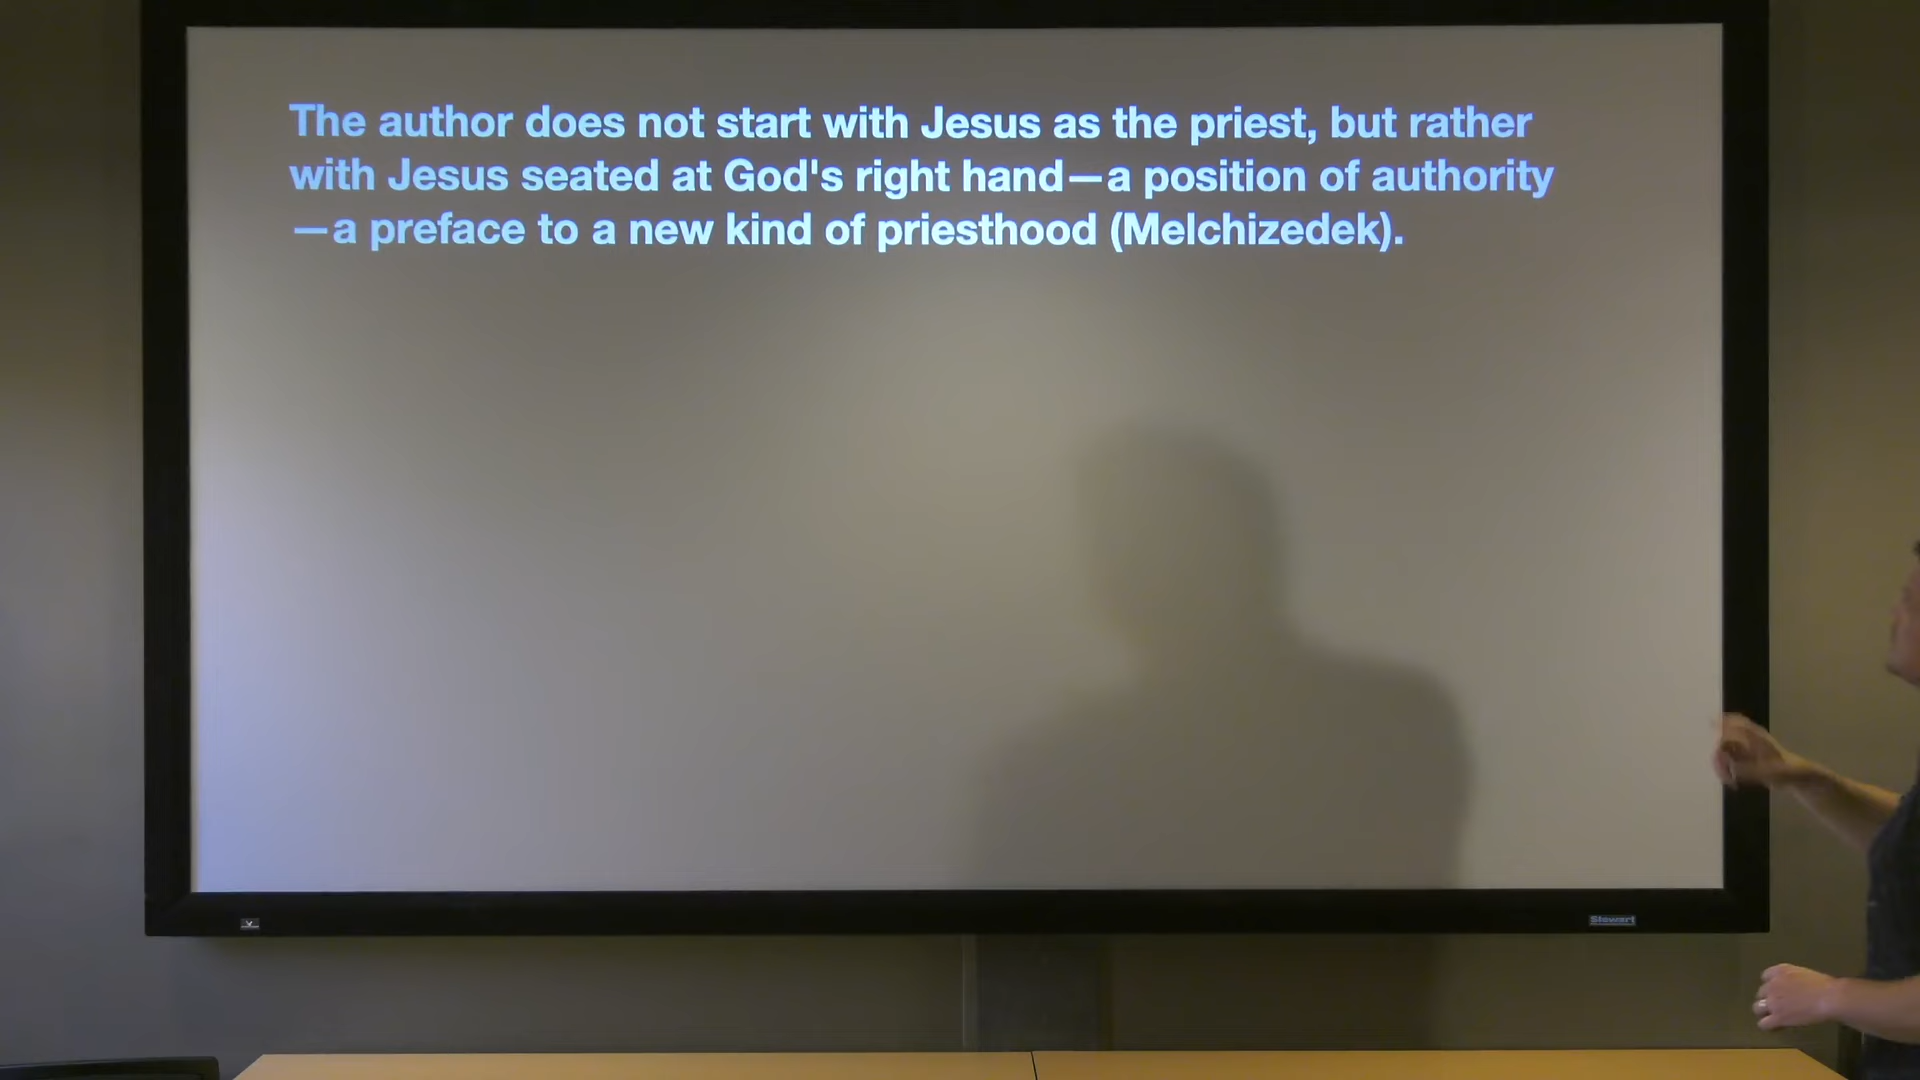 The author does not start with Jesus as the priest, but rather
with Jesus seated at God's right hand—a position of authority
—a preface to a new kind of priesthood (Melchizedek).
Stewart